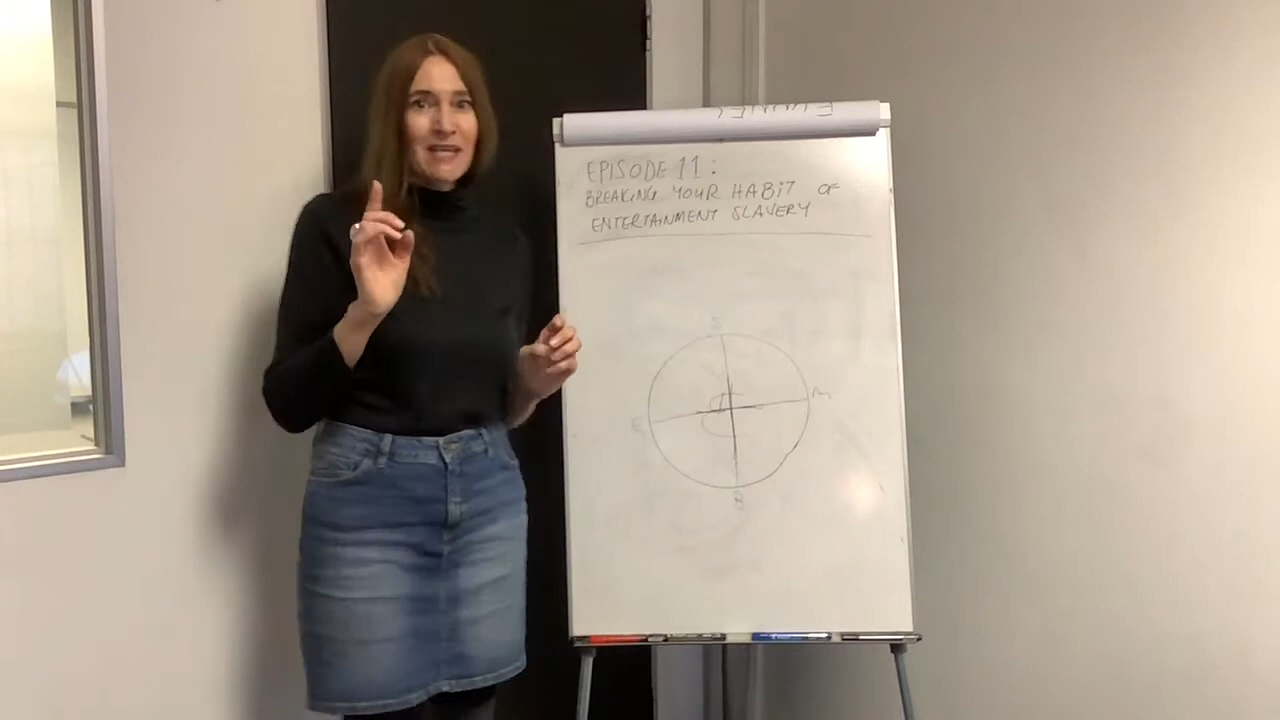 EPISODE 11:
BREAKING YOUR HABIT OF
ENTERTAINMENT SLAVERY
S
E
M
B